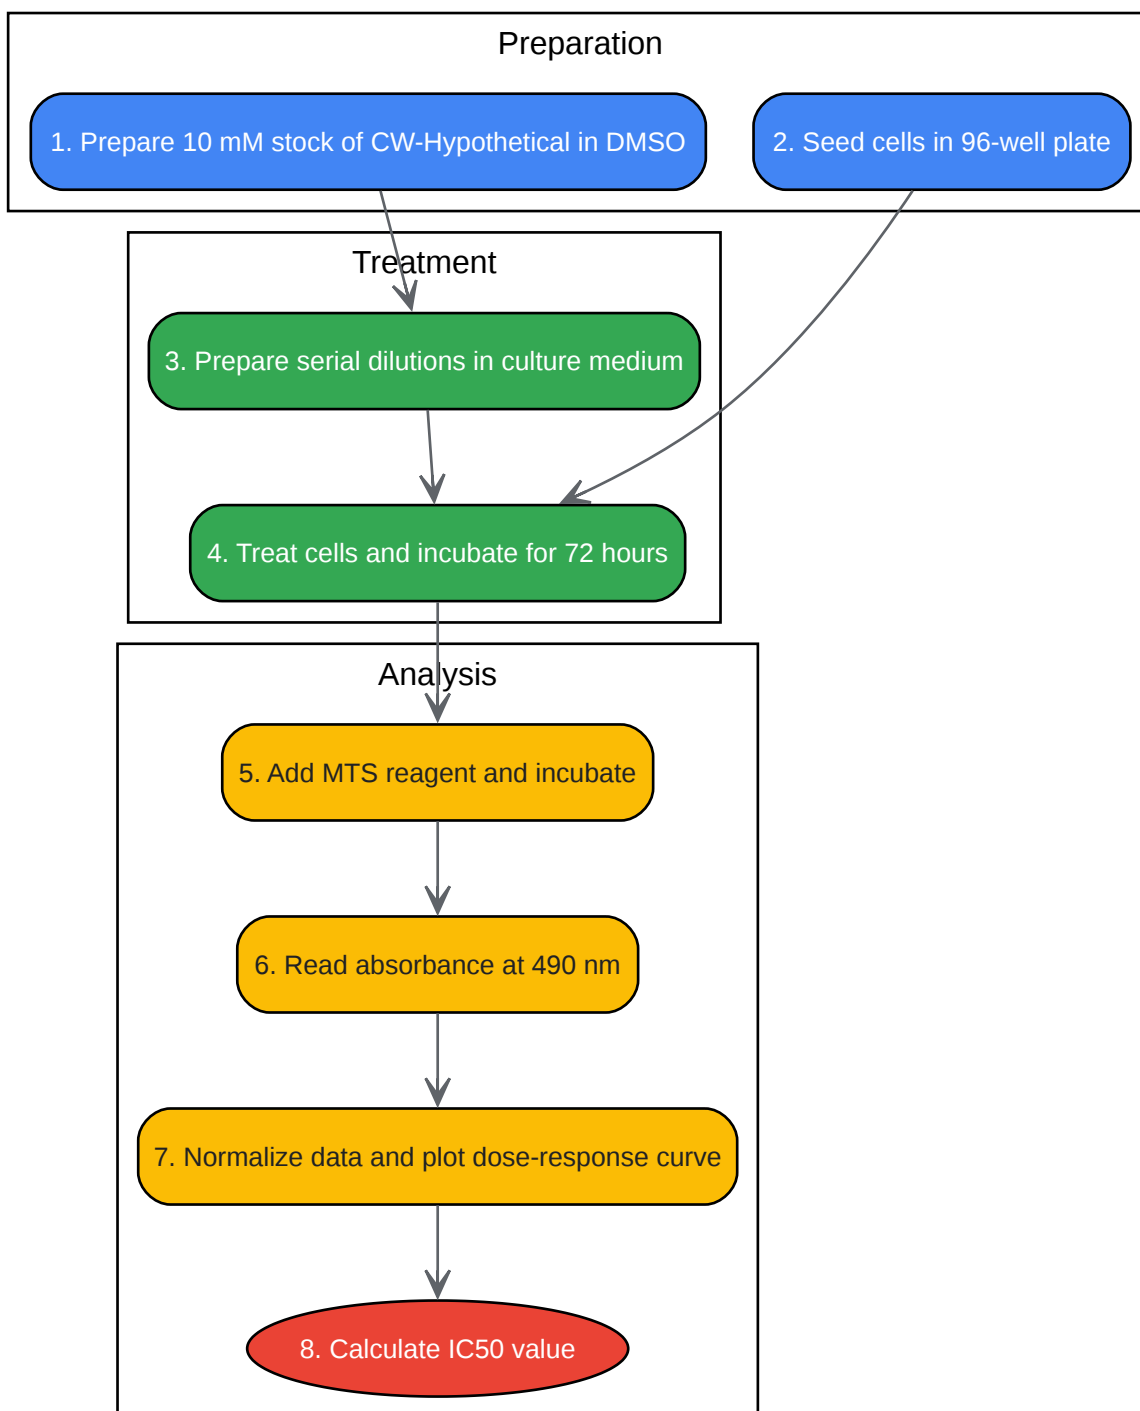 Preparation
1. Prepare 10 mM stock of CW-Hypothetical in DMSO
2. Seed cells in 96-well plate
Treatment
3. Prepare serial dilutions in culture medium
4. Treat cells and incubate for 72 hours
Analysis
5. Add MTS reagent and incubate
6. Read absorbance at 490 nm
7. Normalize data and plot dose-response curve
8. Calculate IC50 value